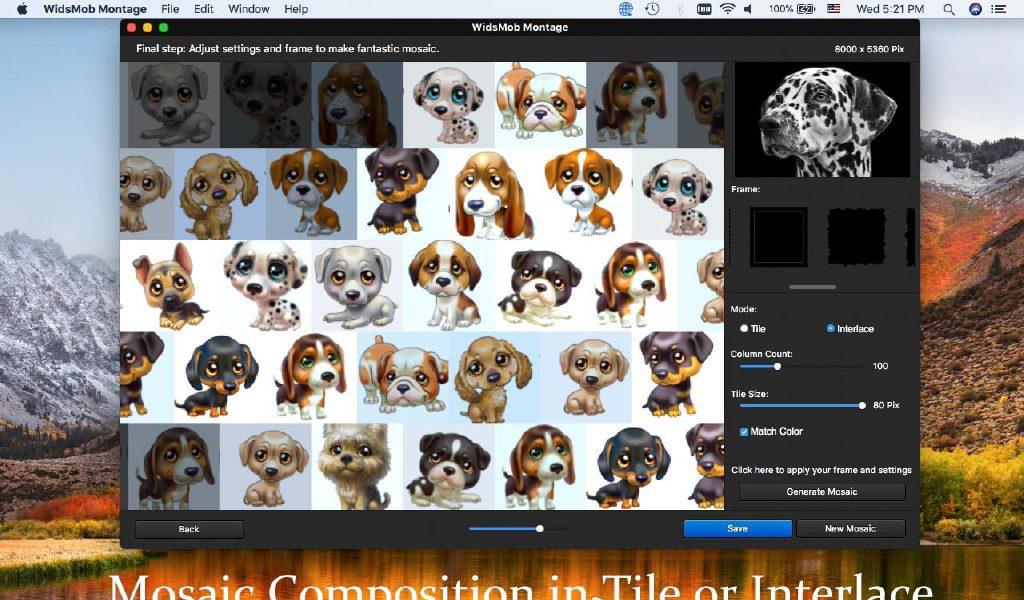 WidsMob Montage File Edit Window Help 100% Wed 5:21 PM
WidsMob Montage
Final step: Adjust settings and frame to make fantastic mosaic. 8000 x 5360 Pix
Frame:
Mode:
Tile Interlace
Column Count:
100
Tile Size:
80 Pix
Match Color
Click here to apply your frame and settings
Generate Mosaic
Back Save New Mosaic
Mosaic Composition in Tile or Interlace